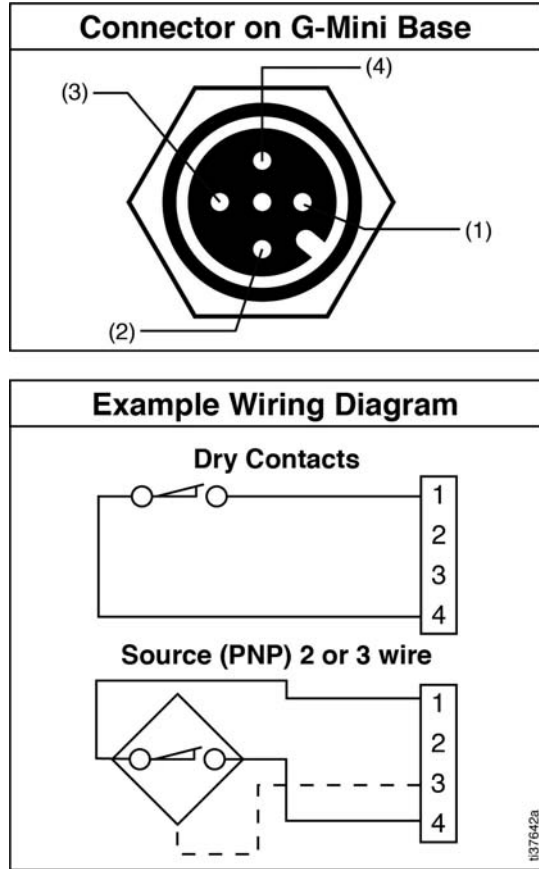 Connector on G-Mini Base
(4)
(3)
(1)
(2)
Example Wiring Diagram
Dry Contacts
1
2
3
4
Source (PNP) 2 or 3 wire
1
2
3
4
ti37642a